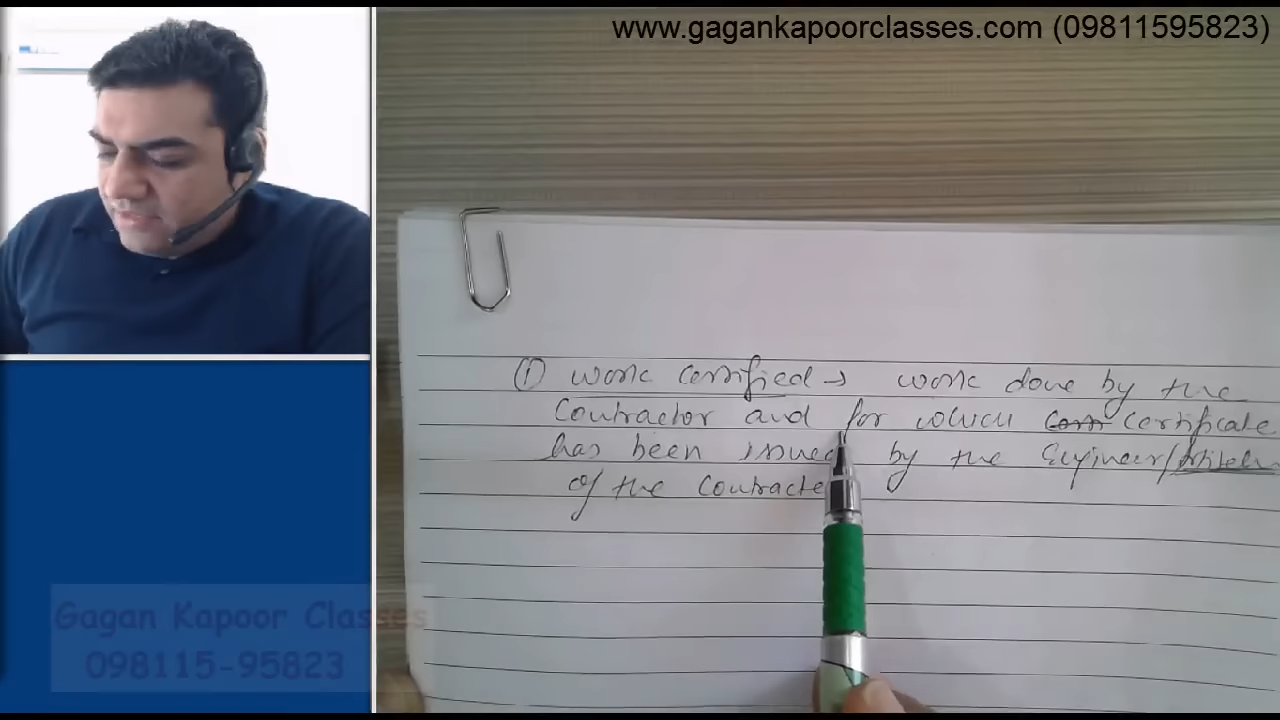 www.gagankapoorclasses.com (09811595823)
① work certified → work done by the
Contractor and for which certificate
has been issued by the Engineer/
of the Contractee
Gagan Kapoor Classes
098115-95823